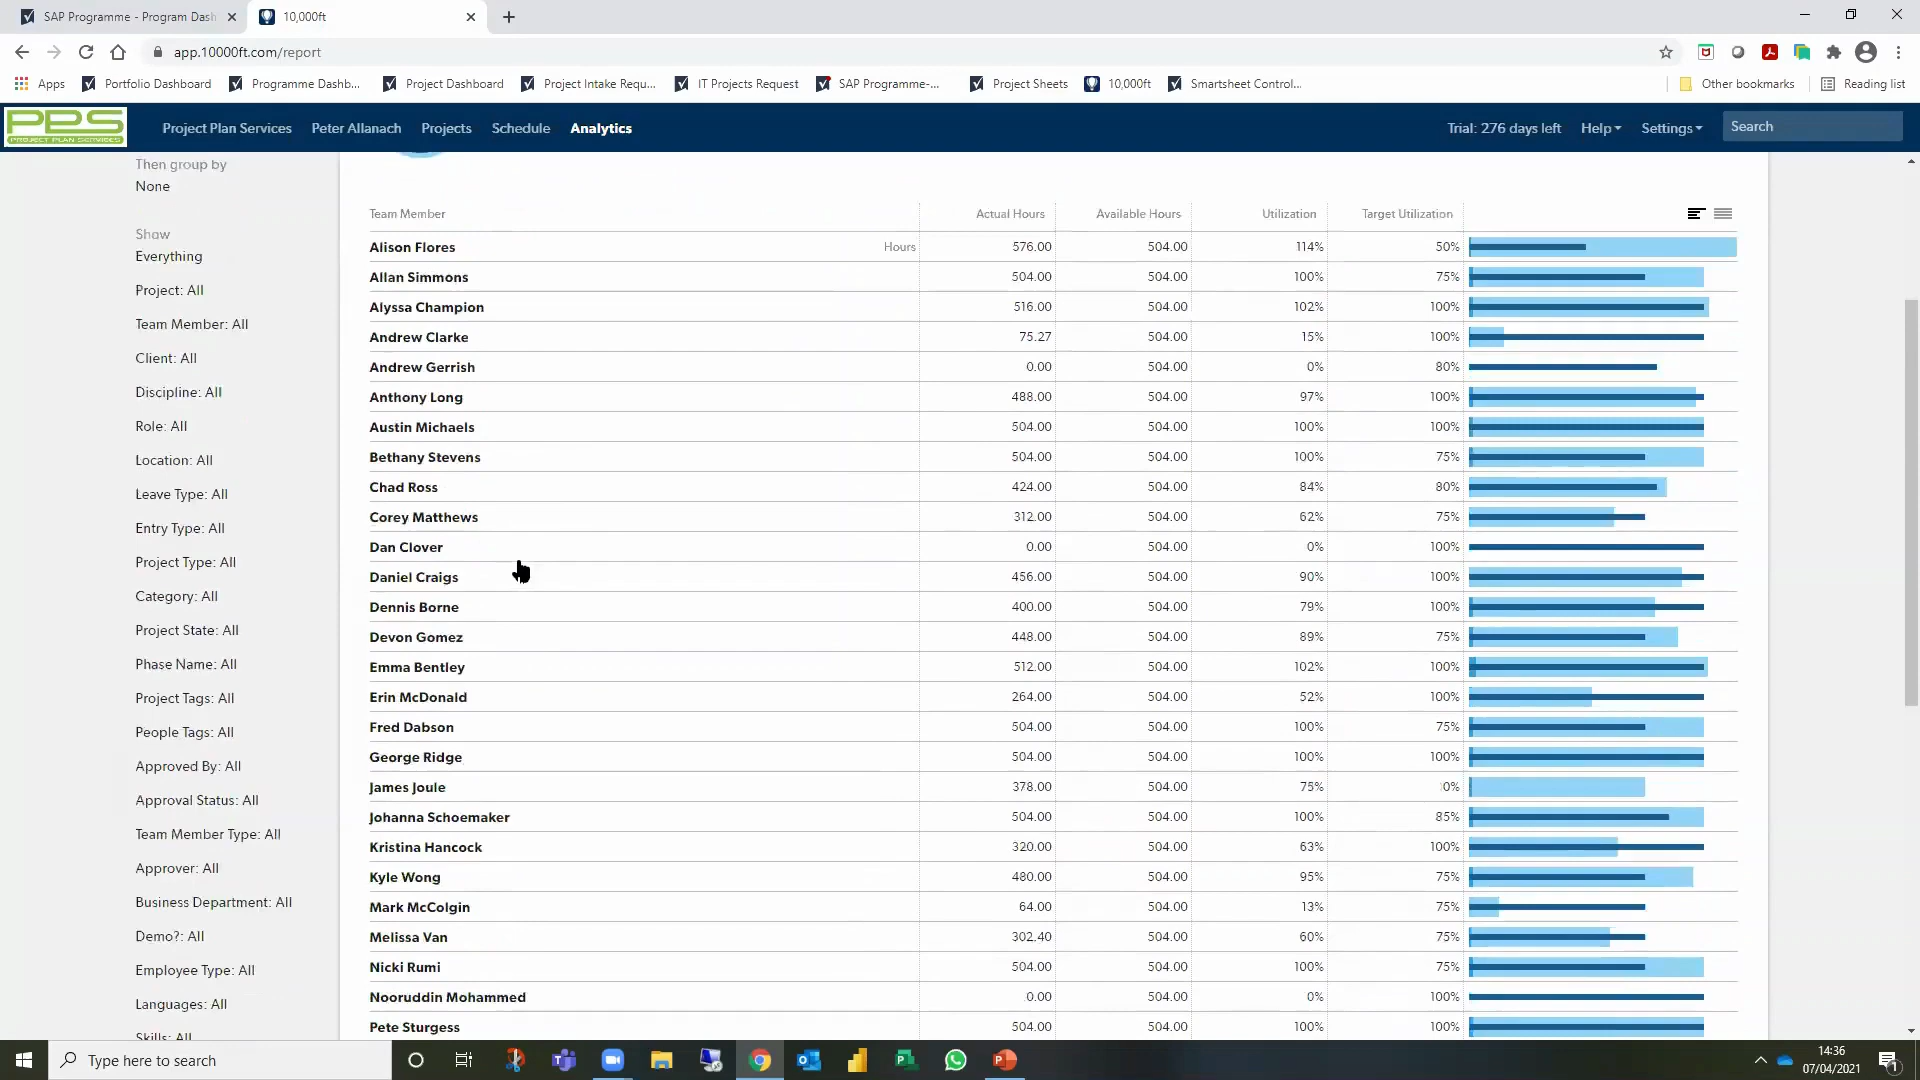 SAP Programme - Program Dash
10,000ft
app.10000ft.com/report
Apps
Portfolio Dashboard
Programme Dashb...
Project Dashboard
Project Intake Requ...
IT Projects Request
SAP Programme-...
Project Sheets
10,000ft
Smartsheet Control...
Other bookmarks
Reading list
PPS
PROJECT PLAN SERVICES
Project Plan Services
Peter Allanach
Projects
Schedule
Analytics
Trial: 276 days left
Help
Settings
Search
Then group by
None
Show
Everything
Project: All
Team Member: All
Client: All
Discipline: All
Role: All
Location: All
Leave Type: All
Entry Type: All
Project Type: All
Category: All
Project State: All
Phase Name: All
Project Tags: All
People Tags: All
Approved By: All
Approval Status: All
Team Member Type: All
Approver: All
Business Department: All
Demo?: All
Employee Type: All
Languages: All
Skills: All
Team Member Actual Hours Available Hours Utilization Target Utilization
Alison Flores Hours 576.00 504.00 114% 50%
Allan Simmons 504.00 504.00 100% 75%
Alyssa Champion 516.00 504.00 102% 100%
Andrew Clarke 75.27 504.00 15% 100%
Andrew Gerrish 0.00 504.00 0% 80%
Anthony Long 488.00 504.00 97% 100%
Austin Michaels 504.00 504.00 100% 100%
Bethany Stevens 504.00 504.00 100% 75%
Chad Ross 424.00 504.00 84% 80%
Corey Matthews 312.00 504.00 62% 75%
Dan Clover 0.00 504.00 0% 100%
Daniel Craigs 456.00 504.00 90% 100%
Dennis Borne 400.00 504.00 79% 100%
Devon Gomez 448.00 504.00 89% 75%
Emma Bentley 512.00 504.00 102% 100%
Erin McDonald 264.00 504.00 52% 100%
Fred Dabson 504.00 504.00 100% 75%
George Ridge 504.00 504.00 100% 100%
James Joule 378.00 504.00 75% 0%
Johanna Schoemaker 504.00 504.00 100% 85%
Kristina Hancock 320.00 504.00 63% 100%
Kyle Wong 480.00 504.00 95% 75%
Mark McColgin 64.00 504.00 13% 75%
Melissa Van 302.40 504.00 60% 75%
Nicki Rumi 504.00 504.00 100% 75%
Nooruddin Mohammed 0.00 504.00 0% 100%
Pete Sturgess 504.00 504.00 100% 100%
Type here to search
14:36
07/04/2021
1